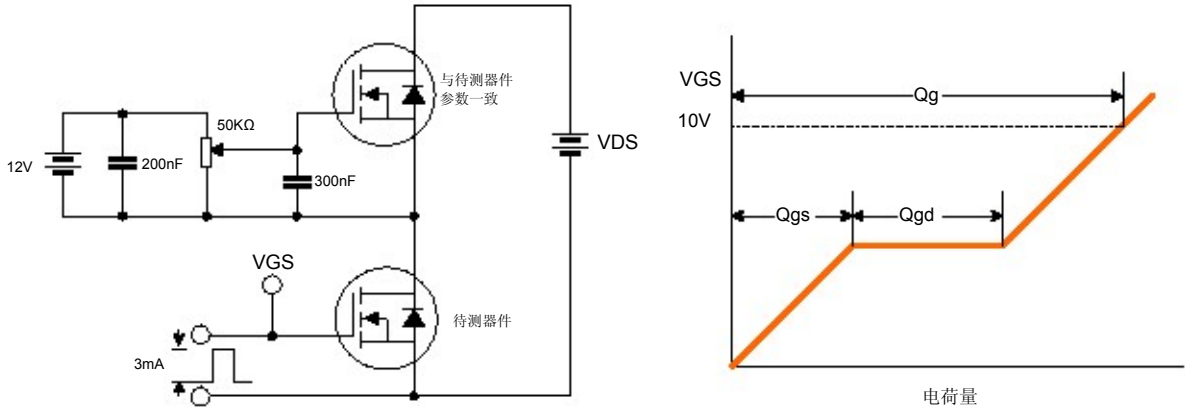 与待测器件
参数一致
50KΩ
12V
200nF
300nF
VDS
VGS
待测器件
3mA
VGS
10V
Qg
Qgs
Qgd
电荷量